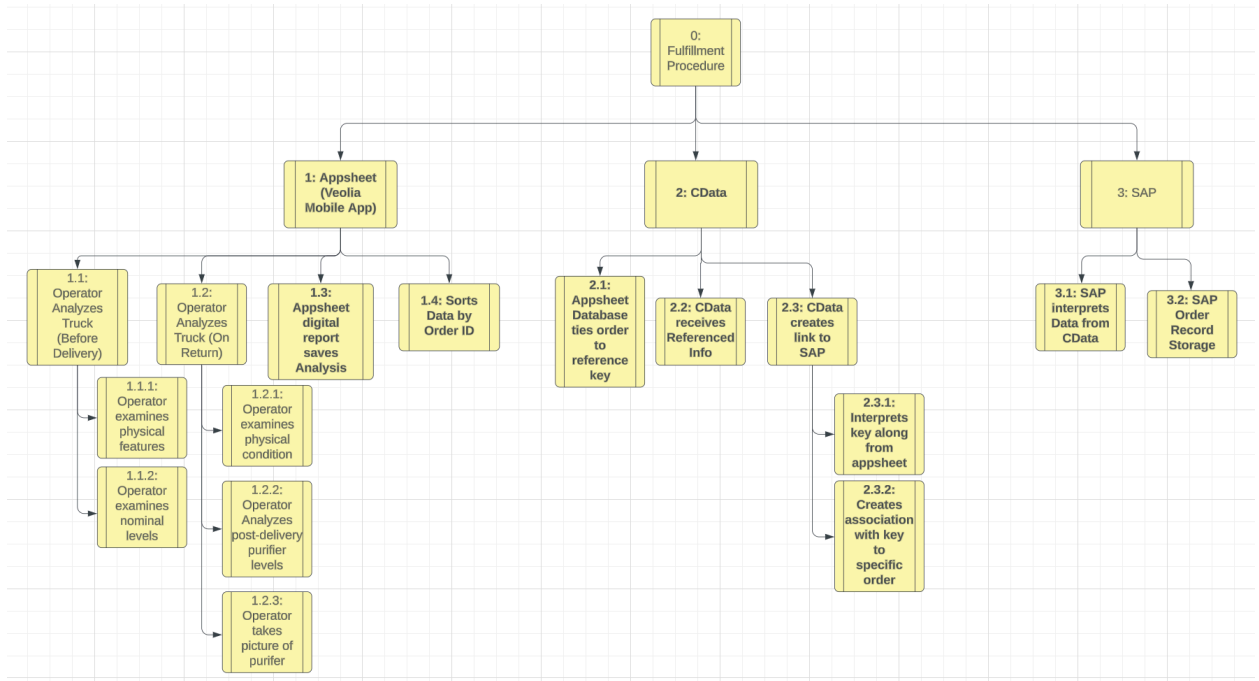 0:
Fulfillment
Procedure
1: Appsheet
(Veolia
Mobile App)
2: CData
3: SAP
1.1:
Operator
Analyzes
Truck
(Before
Delivery)
1.2:
Operator
Analyzes
Truck (On
Return)
1.3:
Appsheet
digital
report
saves
Analysis
1.4: Sorts
Data by
Order ID
2.1:
Appsheet
Database
ties order
to
reference
key
2.2: CData
receives
Referenced
Info
2.3: CData
creates
link to
SAP
3.1: SAP
interprets
Data from
CData
3.2: SAP
Order
Record
Storage
1.1.1:
Operator
examines
physical
features
1.1.2:
Operator
examines
nominal
levels
1.2.1:
Operator
examines
physical
condition
1.2.2:
Operator
Analyzes
post-delivery
purifier
levels
1.2.3:
Operator
takes
picture of
purifer
2.3.1:
Interprets
key along
from
appsheet
2.3.2:
Creates
association
with key
to
specific
order